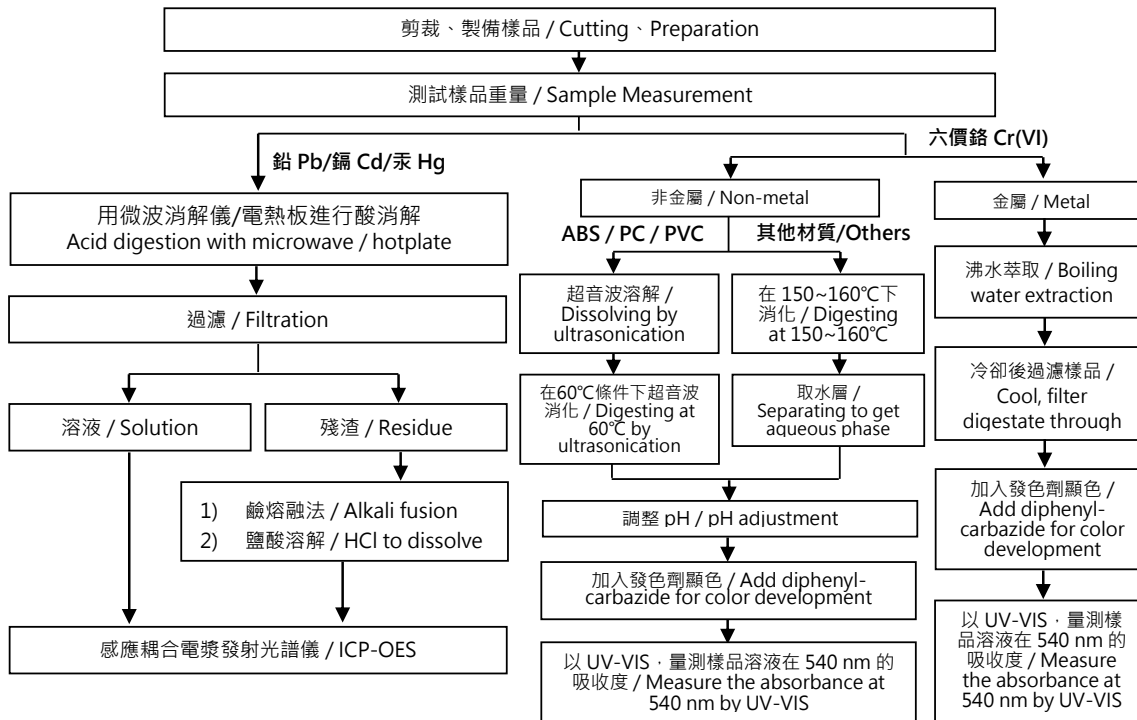 剪裁、製備樣品 / Cutting、Preparation
測試樣品重量 / Sample Measurement
鉛 Pb/鎘 Cd/汞 Hg
六價鉻 Cr(VI)
用微波消解儀/電熱板進行酸消解
Acid digestion with microwave / hotplate
過濾 / Filtration
溶液 / Solution
殘渣 / Residue
1) 鹼熔融法 / Alkali fusion
2) 鹽酸溶解 / HCl to dissolve
感應耦合電漿發射光譜儀 / ICP-OES
非金屬 / Non-metal
ABS / PC / PVC
其他材質/Others
超音波溶解 /
Dissolving by
ultrasonication
在60℃條件下超音波
消化 / Digesting at
60℃ by
ultrasonication
在 150~160℃下
消化 / Digesting
at 150~160℃
取水層 /
Separating to get
aqueous phase
調整 pH / pH adjustment
加入發色劑顯色 / Add diphenyl-
carbazide for color development
以 UV-VIS，量測樣品溶液在 540 nm 的
吸收度 / Measure the absorbance at
540 nm by UV-VIS
金屬 / Metal
沸水萃取 / Boiling
water extraction
冷卻後過濾樣品 /
Cool, filter
digestate through
加入發色劑顯色 /
Add diphenyl-
carbazide for color
development
以 UV-VIS，量測樣
品溶液在 540 nm 的
吸收度 / Measure
the absorbance at
540 nm by UV-VIS